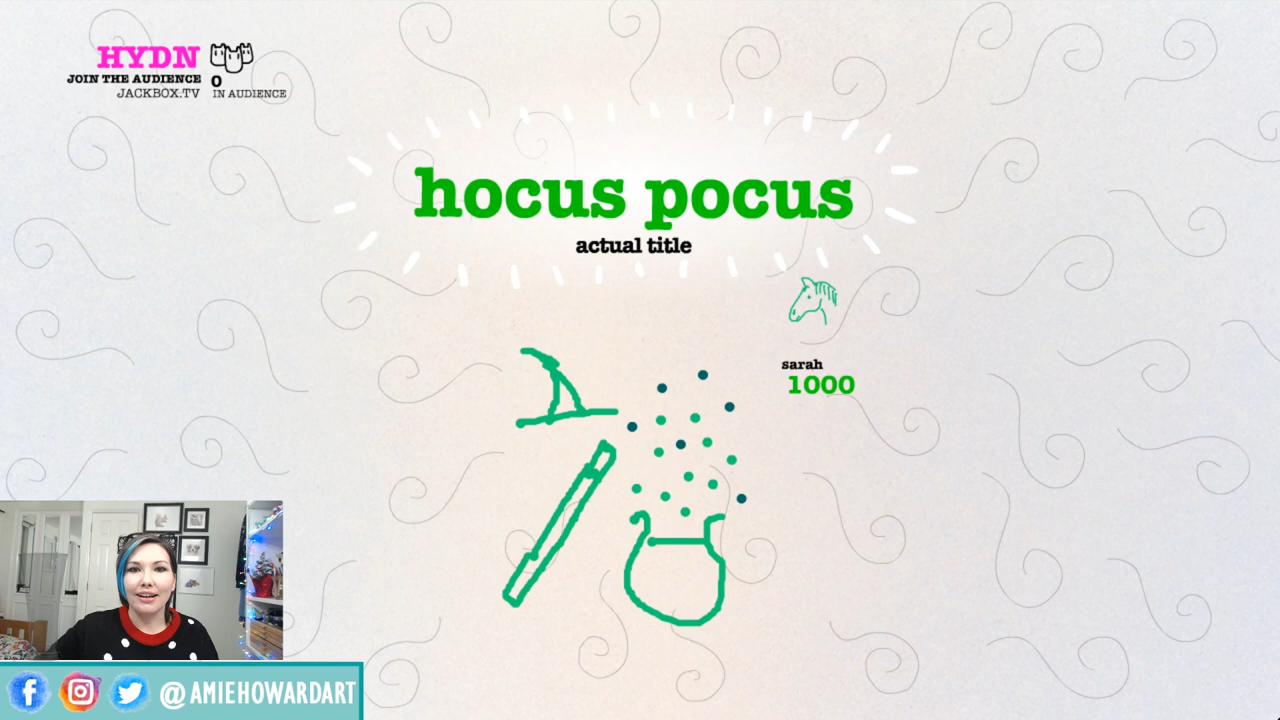 HYDN
JOIN THE AUDIENCE
JACKBOX.TV
0
IN AUDIENCE
hocus pocus
actual title
sarah
1000
@AMIEHOWARDART